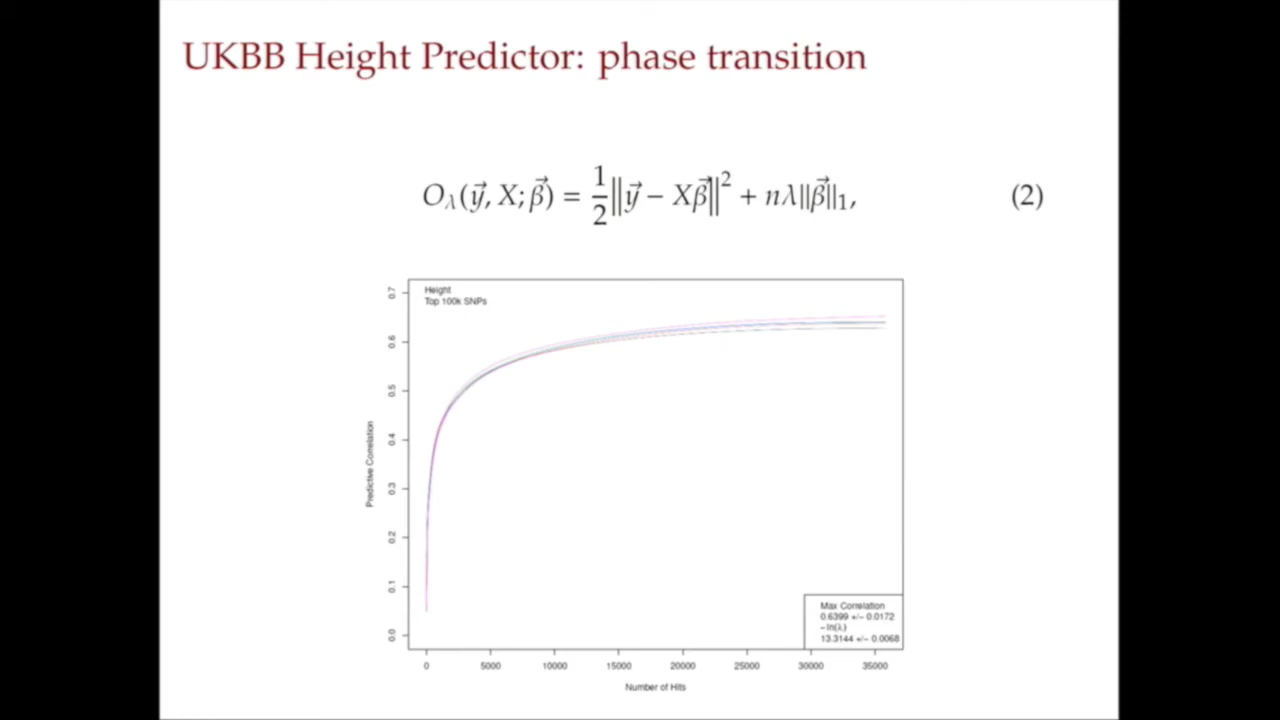 UKBB Height Predictor: phase transition
O_λ(y⃗, X; β⃗) = 1/2 ‖y⃗ − Xβ⃗‖² + nλ‖β⃗‖₁, (2)
Height
Top 100k SNPs
0.7
0.6
0.5
0.4
0.3
0.2
0.1
0.0
Predictive Correlation
Max Correlation
0.6399 +/− 0.0172
−ln(λ)
13.3144 +/− 0.0068
0 5000 10000 15000 20000 25000 30000 35000
Number of Hits